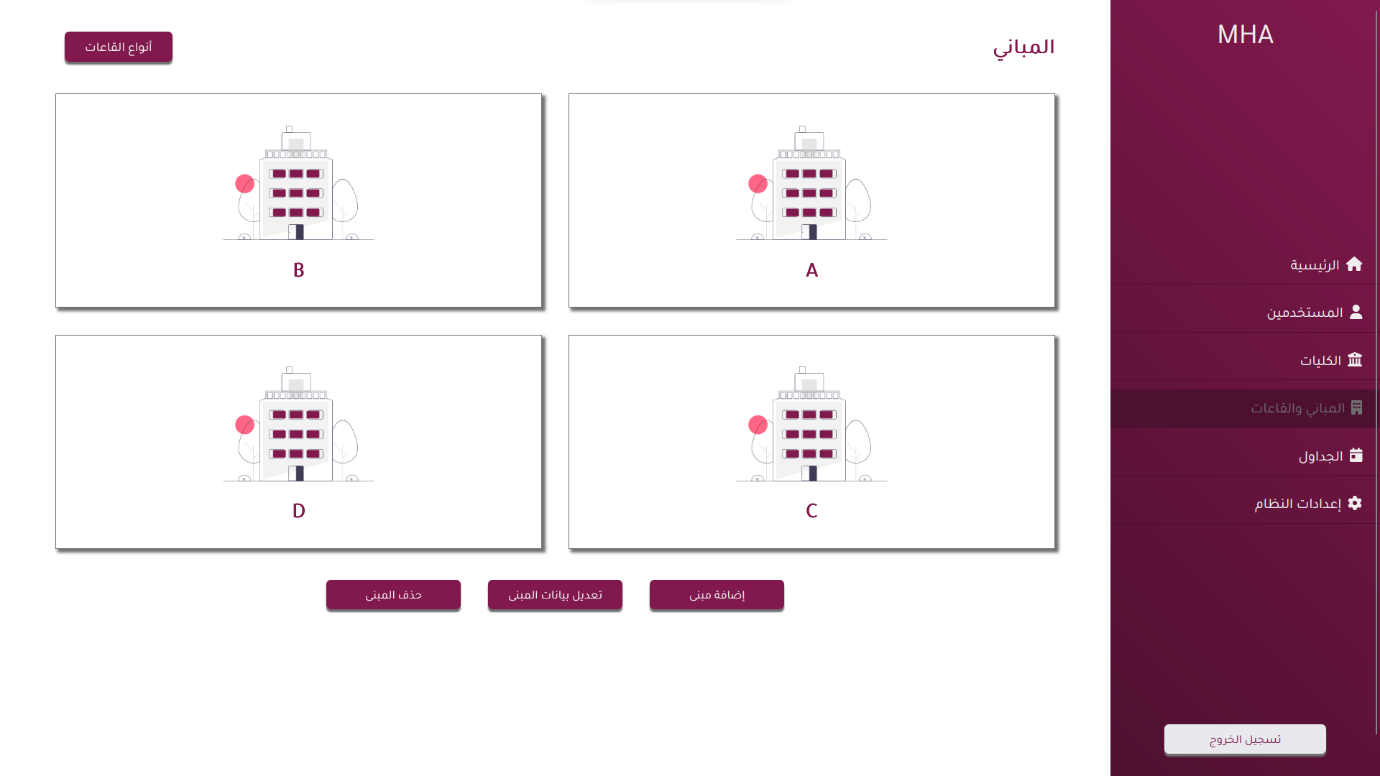 MHA
الرئيسية
المستخدمين
الكليات
المباني والقاعات
الجداول
إعدادات النظام
تسجيل الخروج
المباني
أنواع القاعات
A
B
C
D
إضافة مبنى
تعديل بيانات المبنى
حذف المبنى